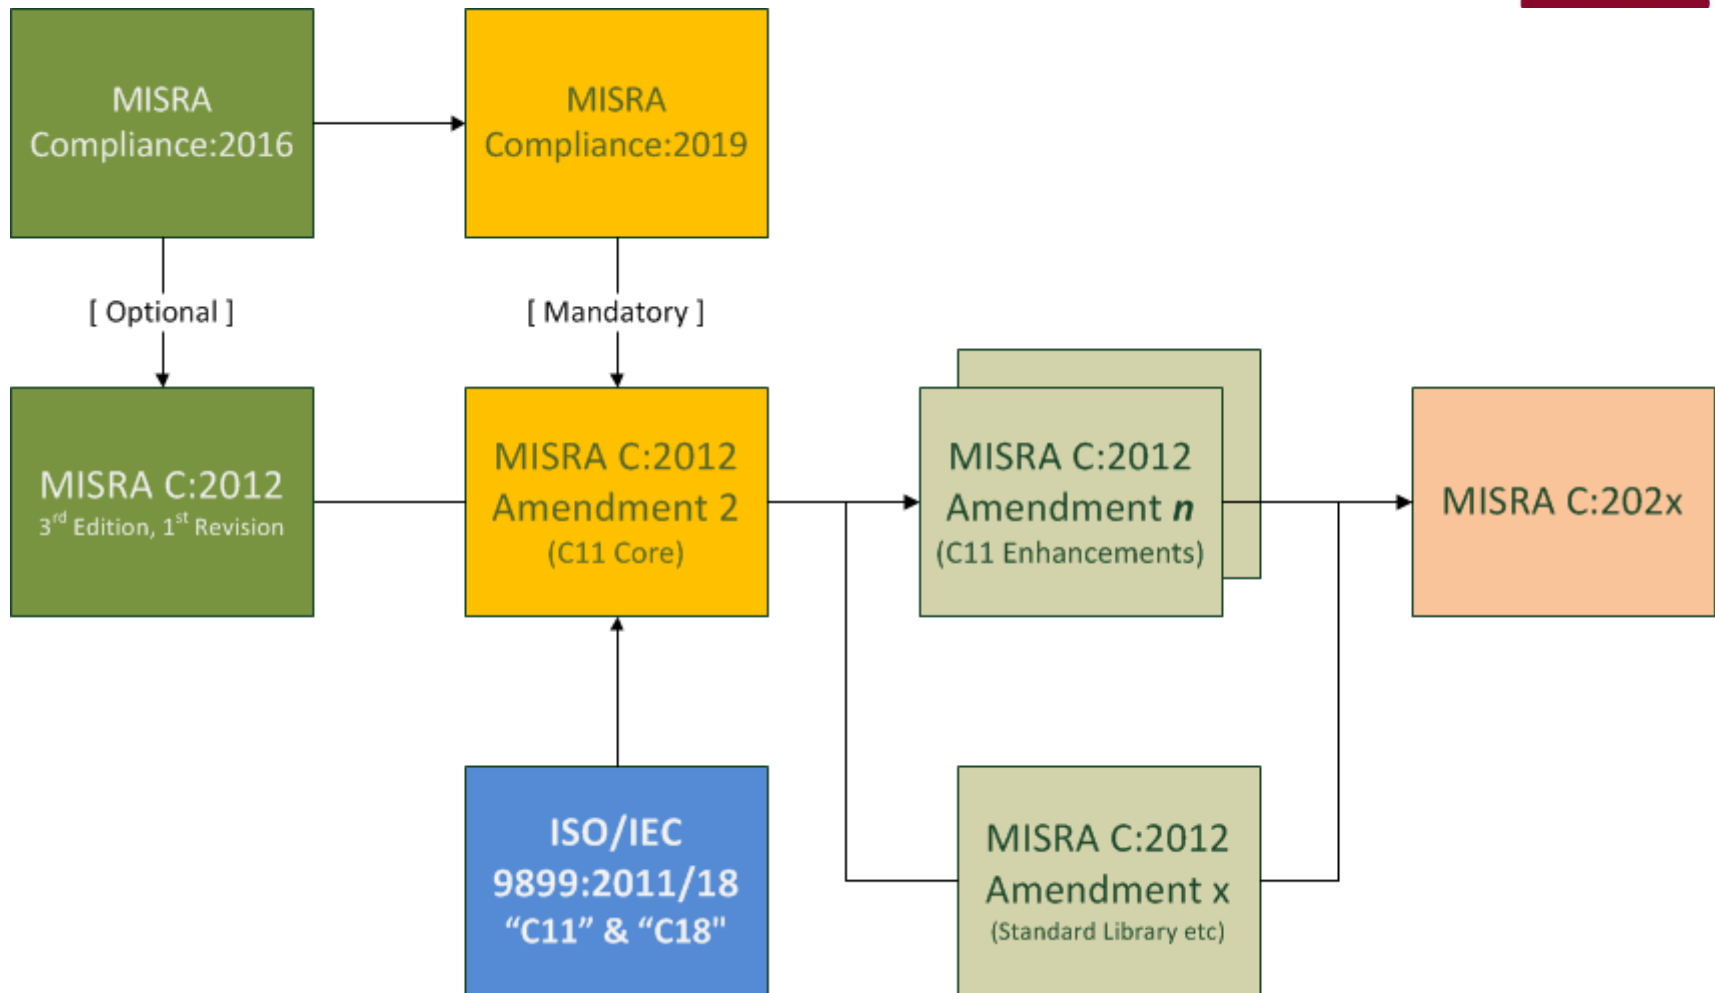 MISRA
Compliance:2016
MISRA
Compliance:2019
[ Optional ]
[ Mandatory ]
MISRA C:2012
3rd Edition, 1st Revision
MISRA C:2012
Amendment 2
(C11 Core)
MISRA C:2012
Amendment n
(C11 Enhancements)
MISRA C:202x
ISO/IEC
9899:2011/18
“C11” & “C18"
MISRA C:2012
Amendment x
(Standard Library etc)